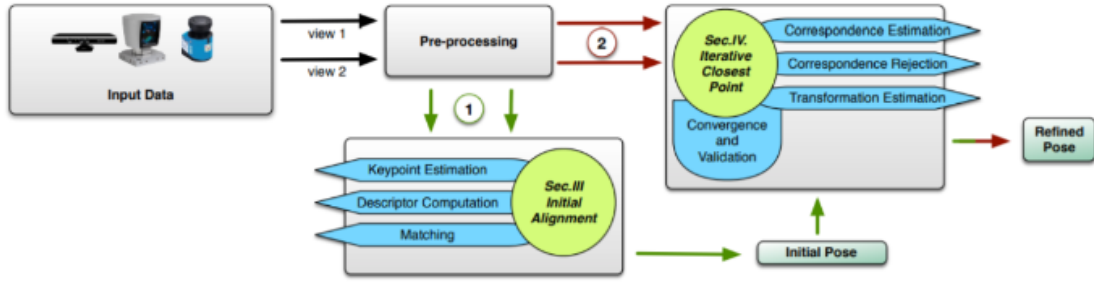 Input Data
view 1
view 2
Pre-processing
1
2
Sec.IV.
Iterative
Closest
Point
Correspondence Estimation
Correspondence Rejection
Transformation Estimation
Convergence
and
Validation
Refined
Pose
Keypoint Estimation
Descriptor Computation
Matching
Sec.III
Initial
Alignment
Initial Pose